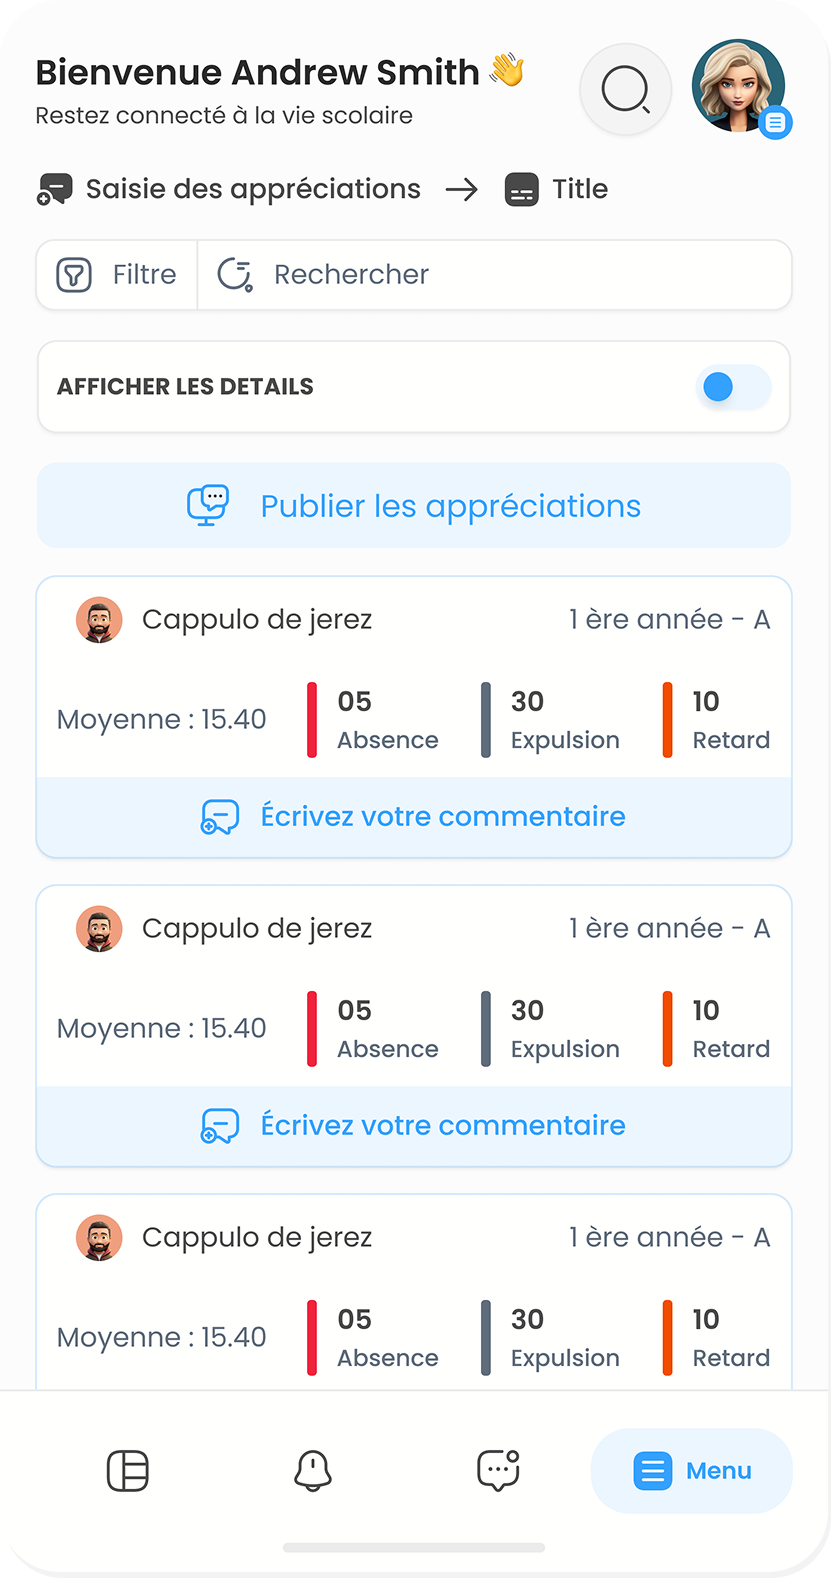 Bienvenue Andrew Smith 👋
Restez connecté à la vie scolaire
Saisie des appréciations → Title
Filtre Rechercher
AFFICHER LES DETAILS
Publier les appréciations
Cappulo de jerez 1 ère année - A
05 30 10
Moyenne : 15.40
Absence Expulsion Retard
Écrivez votre commentaire
Cappulo de jerez 1 ère année - A
05 30 10
Moyenne : 15.40
Absence Expulsion Retard
Écrivez votre commentaire
Cappulo de jerez 1 ère année - A
05 30 10
Moyenne : 15.40
Absence Expulsion Retard
Menu